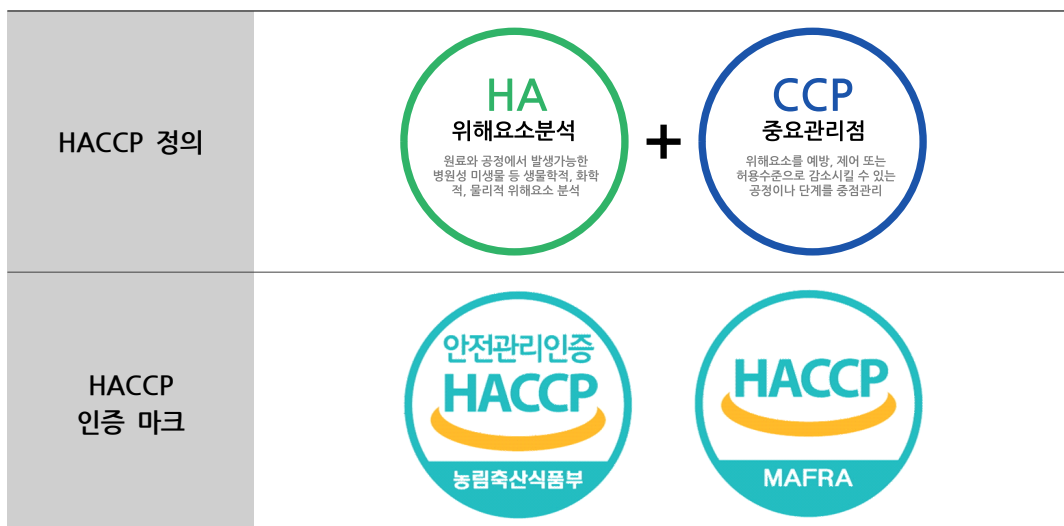 HACCP 정의
HA
위해요소분석
원료와 공정에서 발생가능한
병원성 미생물 등 생물학적, 화학
적, 물리적 위해요소 분석
+
CCP
중요관리점
위해요소를 예방, 제어 또는
허용수준으로 감소시킬 수 있는
공정이나 단계를 중점관리
HACCP
인증 마크
안전관리인증
HACCP
농림축산식품부
HACCP
MAFRA